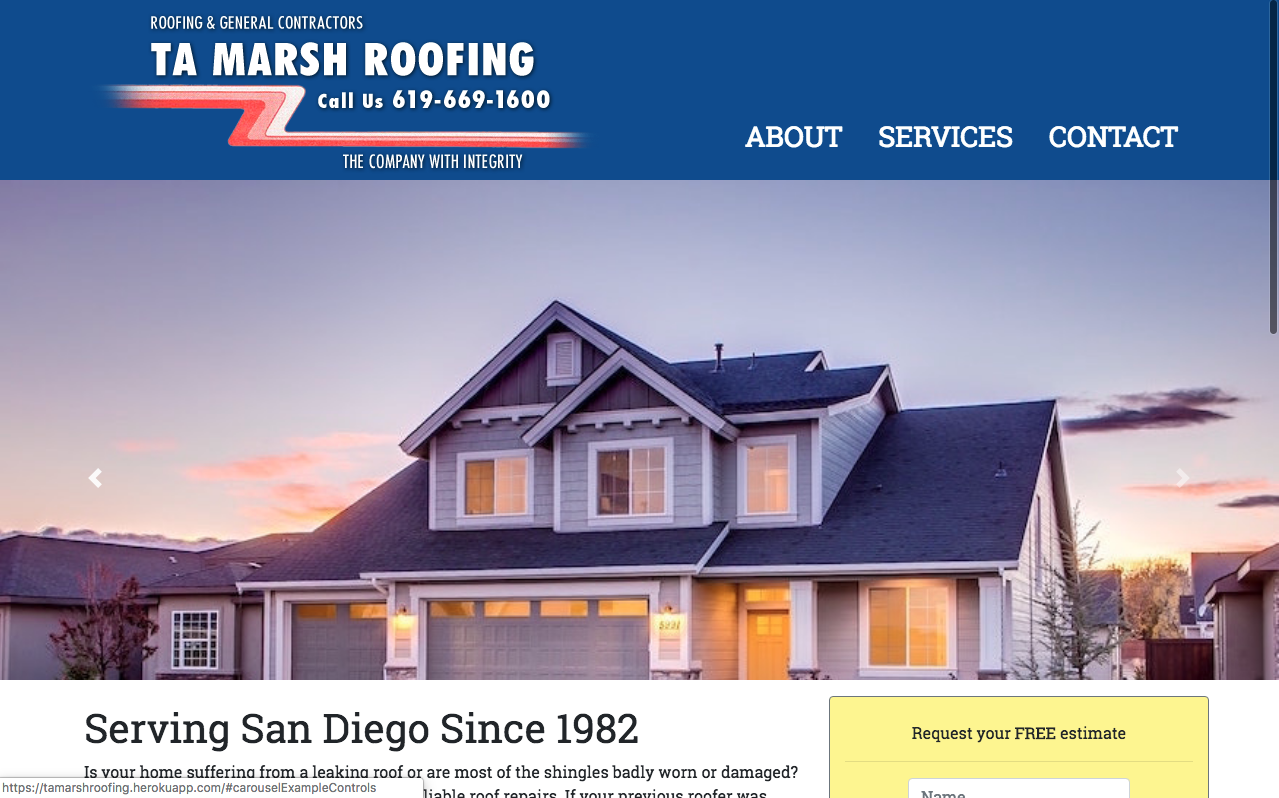 ROOFING & GENERAL CONTRACTORS
TA MARSH ROOFING
Call Us 619-669-1600
THE COMPANY WITH INTEGRITY
ABOUT SERVICES CONTACT
5221
Serving San Diego Since 1982
Request your FREE estimate
Is your home suffering from a leaking roof or are most of the shingles badly worn or damaged?
liable roof repairs. If your previous roofer was
Name
https://tamarshroofing.herokuapp.com/#carouselExampleControls